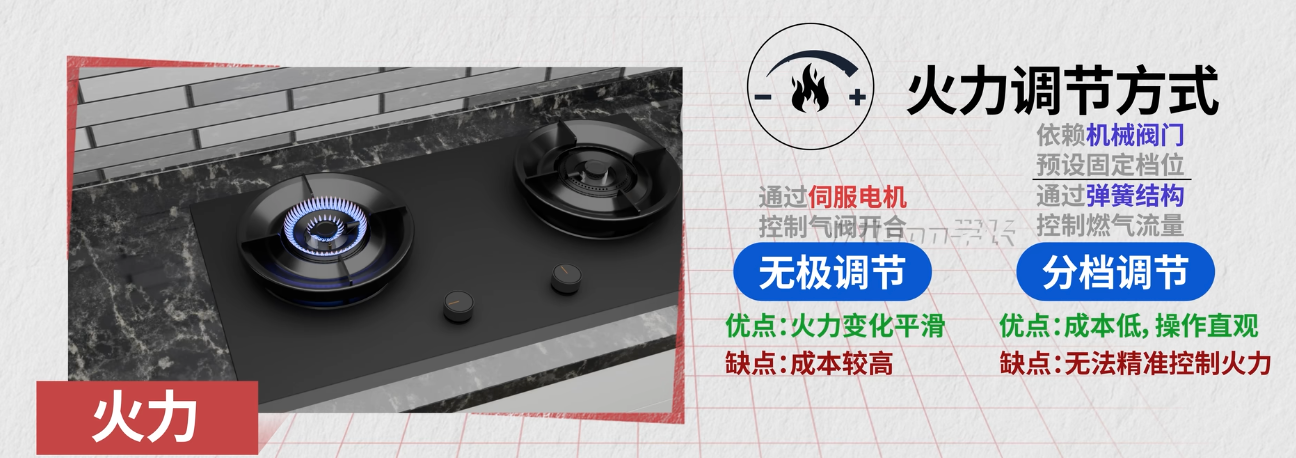 火力调节方式
通过伺服电机
控制气阀开合
无极调节
优点：火力变化平滑
缺点：成本较高
依赖机械阀门
预设固定档位
通过弹簧结构
控制燃气流量
分档调节
优点：成本低，操作直观
缺点：无法精准控制火力
火力